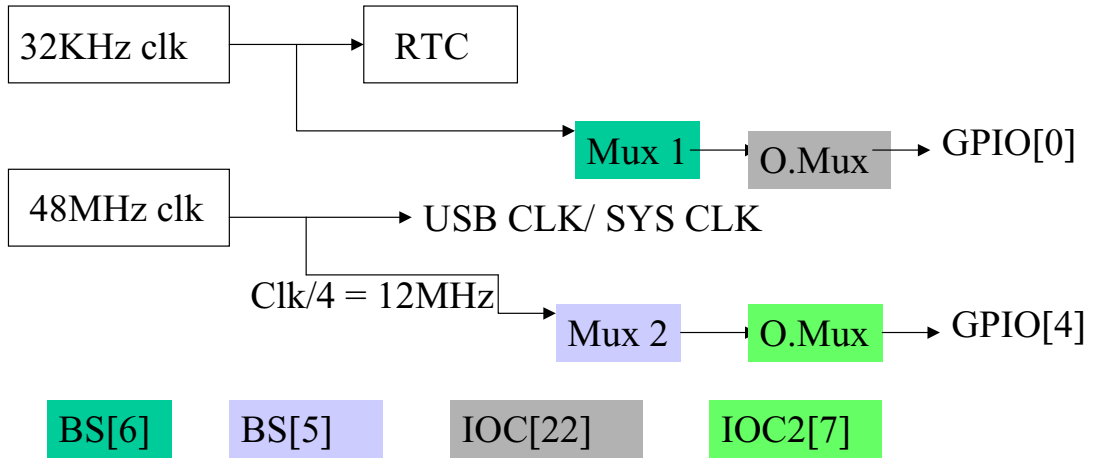 32KHz clk
RTC
Mux 1
O.Mux
GPIO[0]
48MHz clk
USB CLK/ SYS CLK
Clk/4 = 12MHz
Mux 2
O.Mux
GPIO[4]
BS[6]
BS[5]
IOC[22]
IOC2[7]